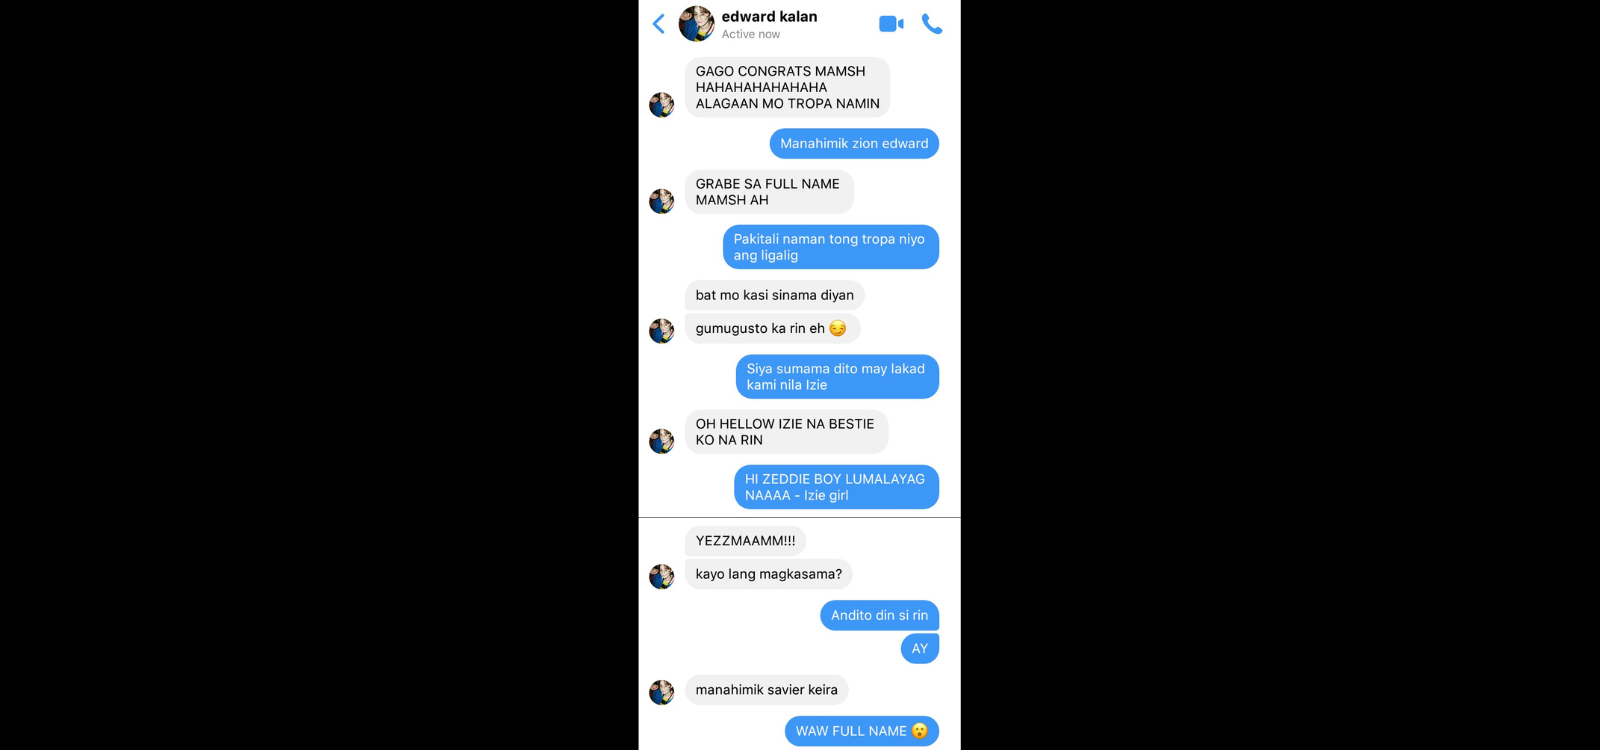 edward kalan
Active now
GAGO CONGRATS MAMSH
HAHAHAHAHAHAHA
ALAGAAN MO TROPA NAMIN
Manahimik zion edward
GRABE SA FULL NAME
MAMSH AH
Pakitali naman tong tropa niyo
ang ligalig
bat mo kasi sinama diyan
gumugusto ka rin eh 😏
Siya sumama dito may lakad
kami nila Izie
OH HELLOW IZIE NA BESTIE
KO NA RIN
HI ZEDDIE BOY LUMALAYAG
NAAAA - Izie girl
YEZZMAAMM!!!
kayo lang magkasama?
Andito din si rin
AY
manahimik savier keira
WAW FULL NAME 😮